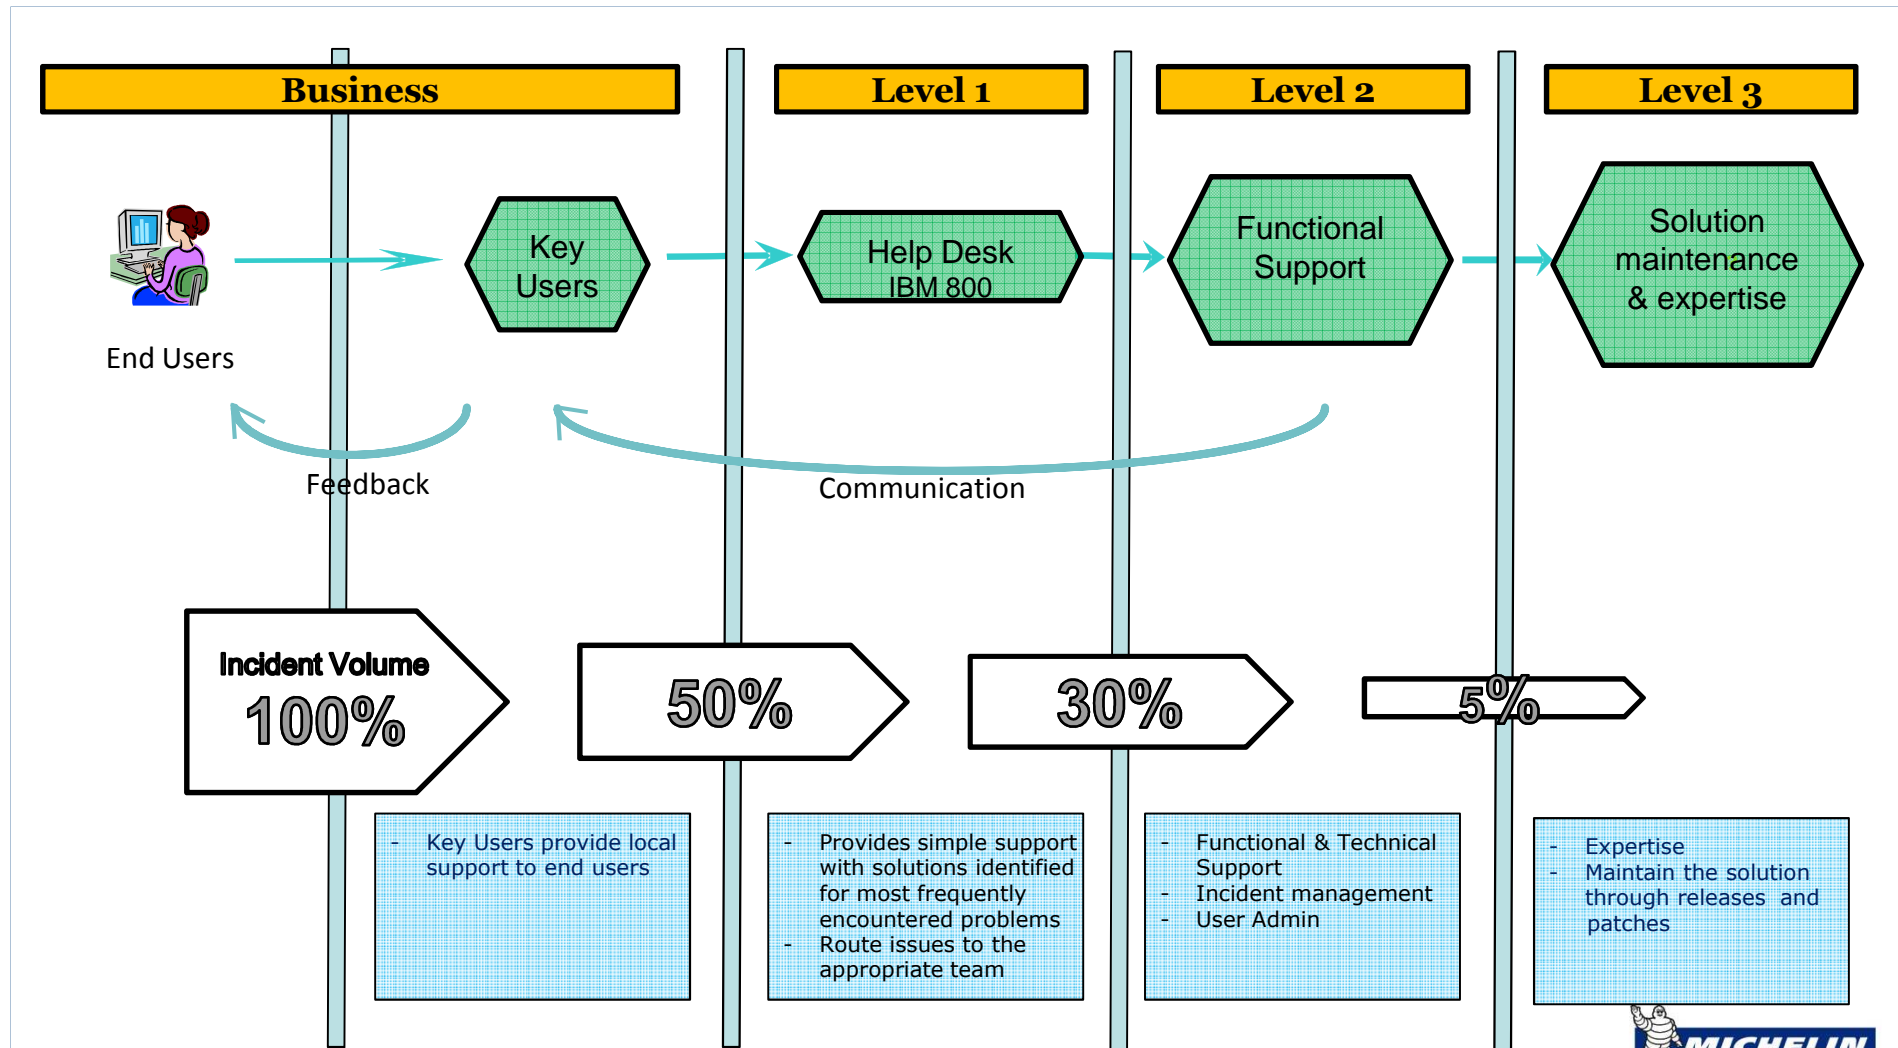 Business
Level 1
Level 2
Level 3
End Users
Key
Users
Help Desk
IBM 800
Functional
Support
Solution
maintenance
& expertise
Feedback
Communication
Incident Volume
100%
50%
30%
5%
- Key Users provide local
support to end users
- Provides simple support
with solutions identified
for most frequently
encountered problems
- Route issues to the
appropriate team
- Functional & Technical
Support
- Incident management
- User Admin
- Expertise
- Maintain the solution
through releases and
patches
MICHELIN